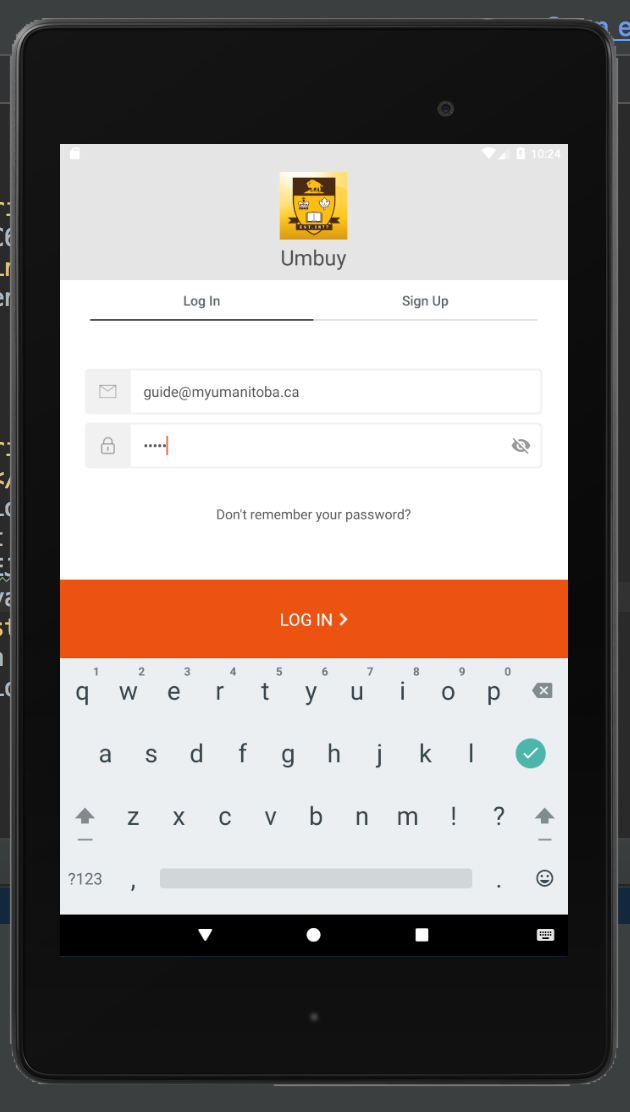 10:24
Umbuy
Log In Sign Up
guide@myumanitoba.ca
•••••
Don't remember your password?
LOG IN
1 2 3 4 5 6 7 8 9 0
q w e r t y u i o p
a s d f g h j k l
z x c v b n m ! ?
?123 , .